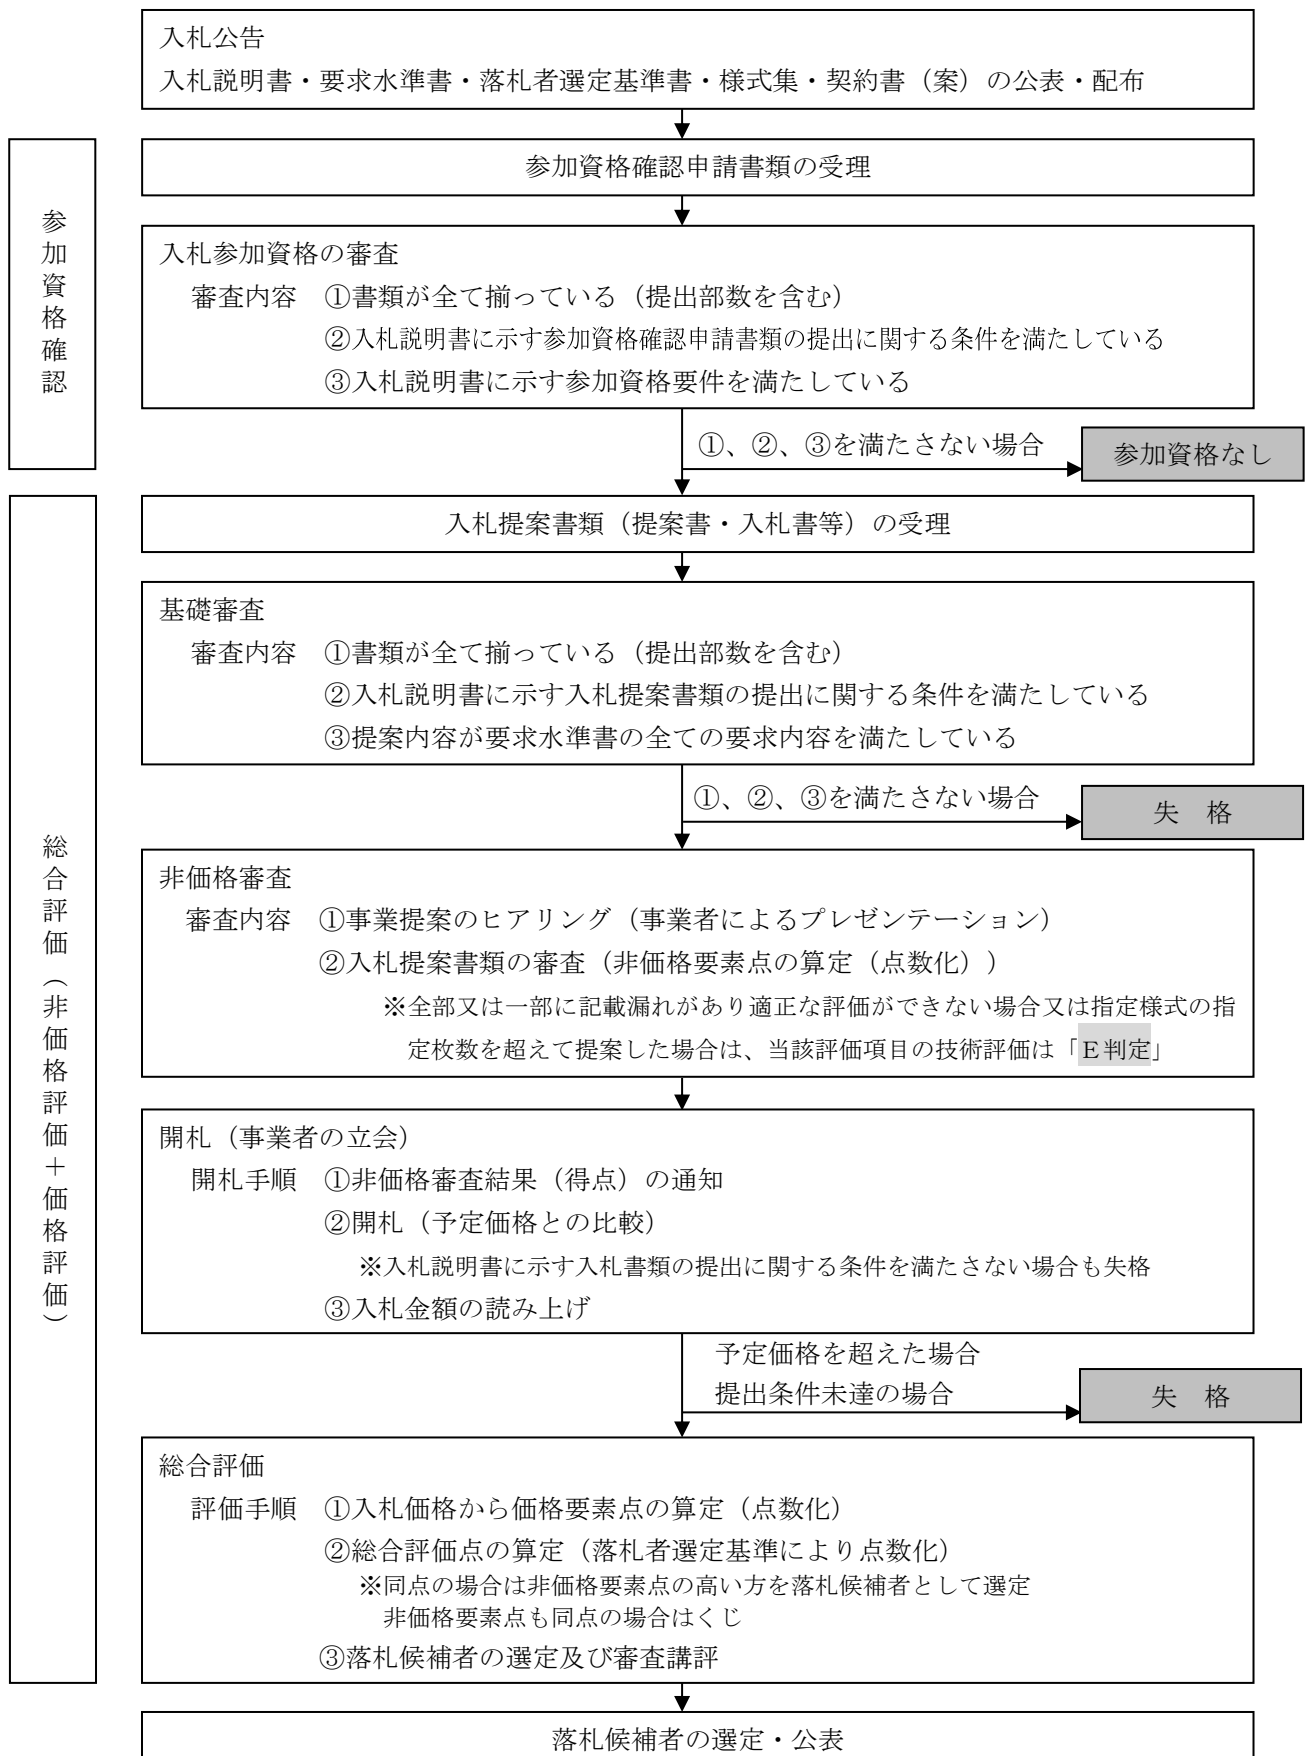 入札公告
入札説明書・要求水準書・落札者選定基準書・様式集・契約書（案）の公表・配布
参加資格確認
参加資格確認申請書類の受理
入札参加資格の審査
審査内容　①書類が全て揃っている（提出部数を含む）
②入札説明書に示す参加資格確認申請書類の提出に関する条件を満たしている
③入札説明書に示す参加資格要件を満たしている
①、②、③を満たさない場合
参加資格なし
総合評価（非価格評価＋価格評価）
入札提案書類（提案書・入札書等）の受理
基礎審査
審査内容　①書類が全て揃っている（提出部数を含む）
②入札説明書に示す入札提案書類の提出に関する条件を満たしている
③提案内容が要求水準書の全ての要求内容を満たしている
①、②、③を満たさない場合
失　格
非価格審査
審査内容　①事業提案のヒアリング（事業者によるプレゼンテーション）
②入札提案書類の審査（非価格要素点の算定（点数化））
※全部又は一部に記載漏れがあり適正な評価ができない場合又は指定様式の指
定枚数を超えて提案した場合は、当該評価項目の技術評価は「Ｅ判定」
開札（事業者の立会）
開札手順　①非価格審査結果（得点）の通知
②開札（予定価格との比較）
※入札説明書に示す入札書類の提出に関する条件を満たさない場合も失格
③入札金額の読み上げ
予定価格を超えた場合
提出条件未達の場合
失　格
総合評価
評価手順　①入札価格から価格要素点の算定（点数化）
②総合評価点の算定（落札者選定基準により点数化）
※同点の場合は非価格要素点の高い方を落札候補者として選定
非価格要素点も同点の場合はくじ
③落札候補者の選定及び審査講評
落札候補者の選定・公表